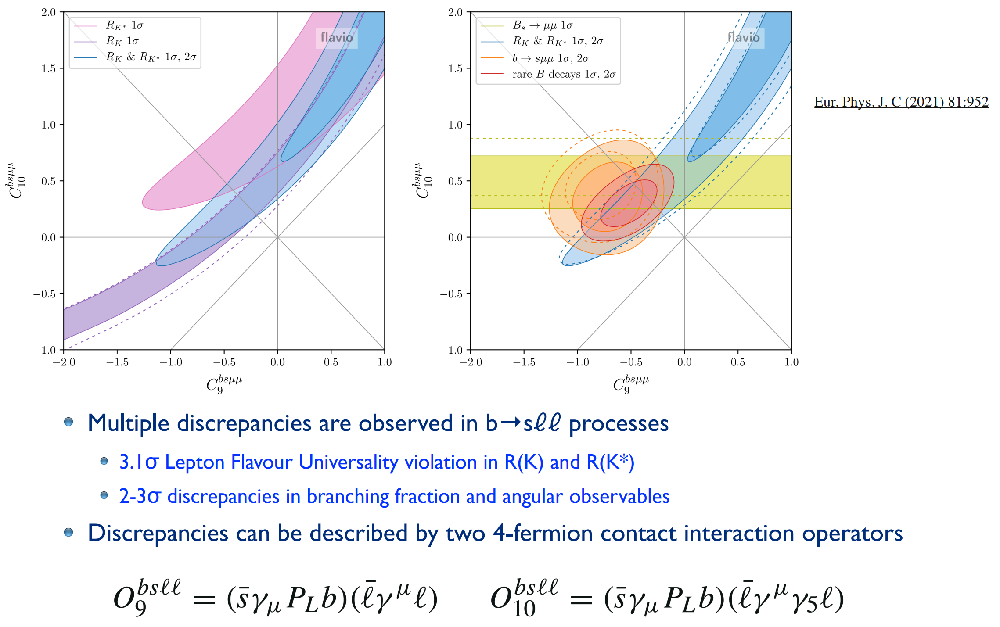 2.0
1.5
1.0
0.5
0.0
−0.5
−1.0
−2.0 −1.5 −1.0 −0.5 0.0 0.5 1.0
C_9^{bsμμ}
C_10^{bsμμ}
R_{K*} 1σ
R_K 1σ
R_K & R_{K*} 1σ, 2σ
flavio
2.0
1.5
1.0
0.5
0.0
−0.5
−1.0
−2.0 −1.5 −1.0 −0.5 0.0 0.5 1.0
C_9^{bsμμ}
C_10^{bsμμ}
B_s → μμ 1σ
R_K & R_{K*} 1σ, 2σ
b → sμμ 1σ, 2σ
rare B decays 1σ, 2σ
flavio
Eur. Phys. J. C (2021) 81:952
• Multiple discrepancies are observed in b→sℓℓ processes
• 3.1σ Lepton Flavour Universality violation in R(K) and R(K*)
• 2-3σ discrepancies in branching fraction and angular observables
• Discrepancies can be described by two 4-fermion contact interaction operators
O_9^{bsℓℓ} = (s̄γ_μ P_L b)(ℓ̄γ^μ ℓ) O_10^{bsℓℓ} = (s̄γ_μ P_L b)(ℓ̄γ^μ γ_5 ℓ)